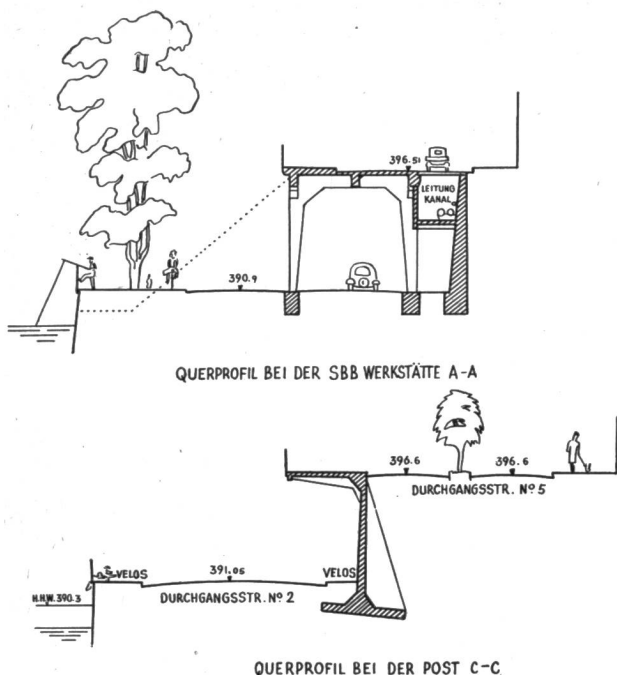 396.51
LEITUNG
KANAL
390.9
QUERPROFIL BEI DER SBB WERKSTÄTTE A-A
396.6 396.6
DURCHGANGSSTR. No 5
VELOS 391.05 VELOS
H.H.W. 390.3
DURCHGANGSSTR. No 2
QUERPROFIL BEI DER POST C-C